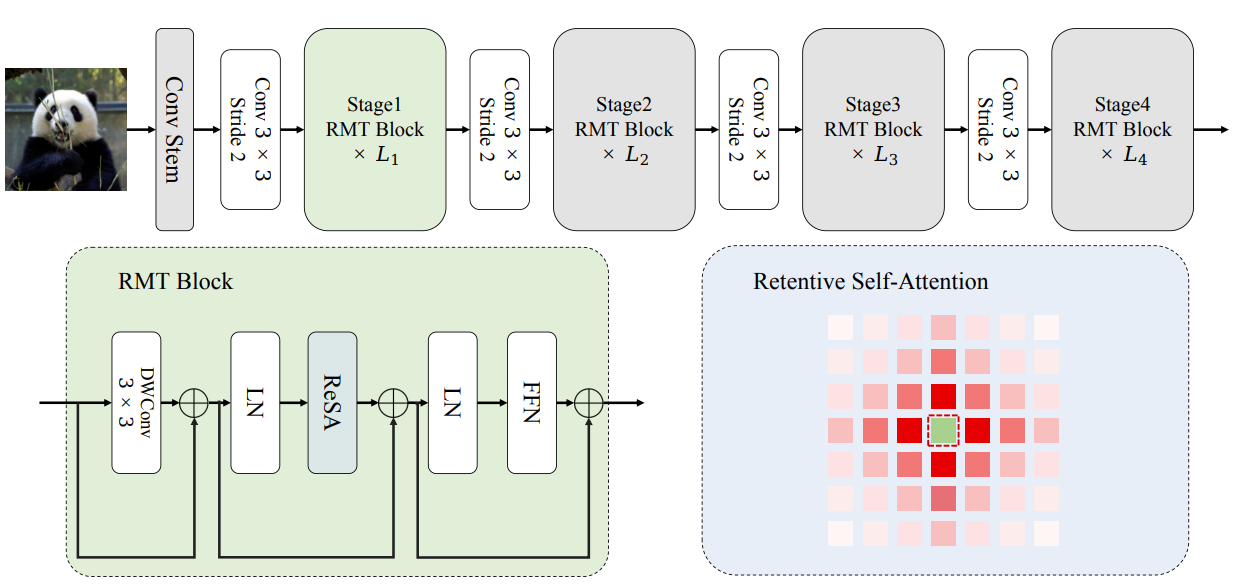 Conv Stem
Conv 3 × 3
Stride 2
Stage1
RMT Block
× L₁
Conv 3 × 3
Stride 2
Stage2
RMT Block
× L₂
Conv 3 × 3
Stride 2
Stage3
RMT Block
× L₃
Conv 3 × 3
Stride 2
Stage4
RMT Block
× L₄
RMT Block
DWConv
3 × 3
LN
ReSA
LN
FFN
Retentive Self-Attention